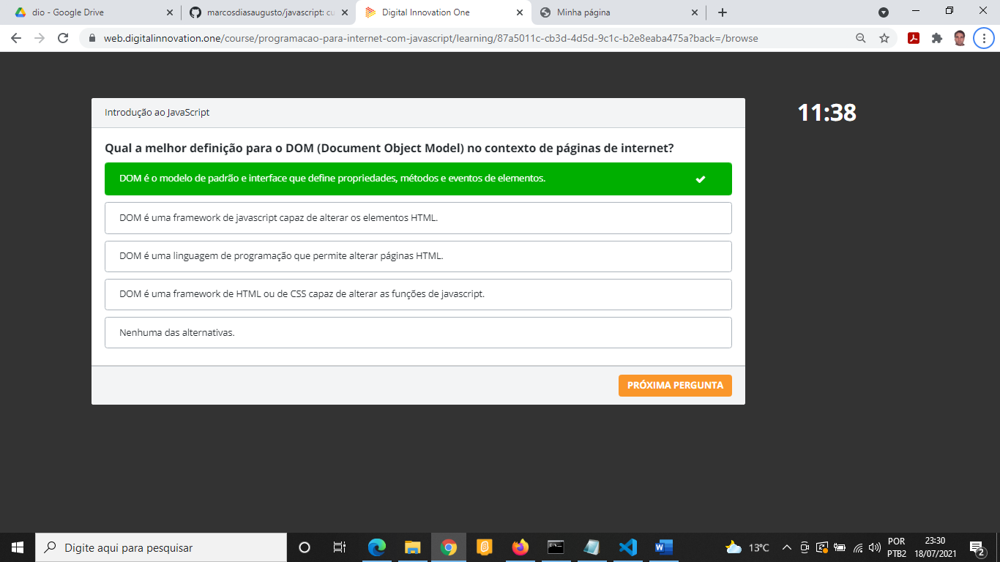 dio - Google Drive
marcosdiasaugusto/javascript: cu
Digital Innovation One
Minha página
web.digitalinnovation.one/course/programacao-para-internet-com-javascript/learning/87a5011c-cb3d-4d5d-9c1c-b2e8eaba475a?back=/browse
Introdução ao JavaScript
11:38
Qual a melhor definição para o DOM (Document Object Model) no contexto de páginas de internet?
DOM é o modelo de padrão e interface que define propriedades, métodos e eventos de elementos.
DOM é uma framework de javascript capaz de alterar os elementos HTML.
DOM é uma linguagem de programação que permite alterar páginas HTML.
DOM é uma framework de HTML ou de CSS capaz de alterar as funções de javascript.
Nenhuma das alternativas.
PRÓXIMA PERGUNTA
Digite aqui para pesquisar
13°C
POR
PTB2
23:30
18/07/2021
2